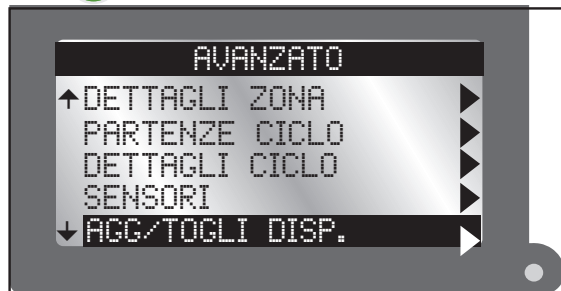 AVANZATO
DETTAGLI ZONA
PARTENZE CICLO
DETTAGLI CICLO
SENSORI
AGG/TOGLI DISP.